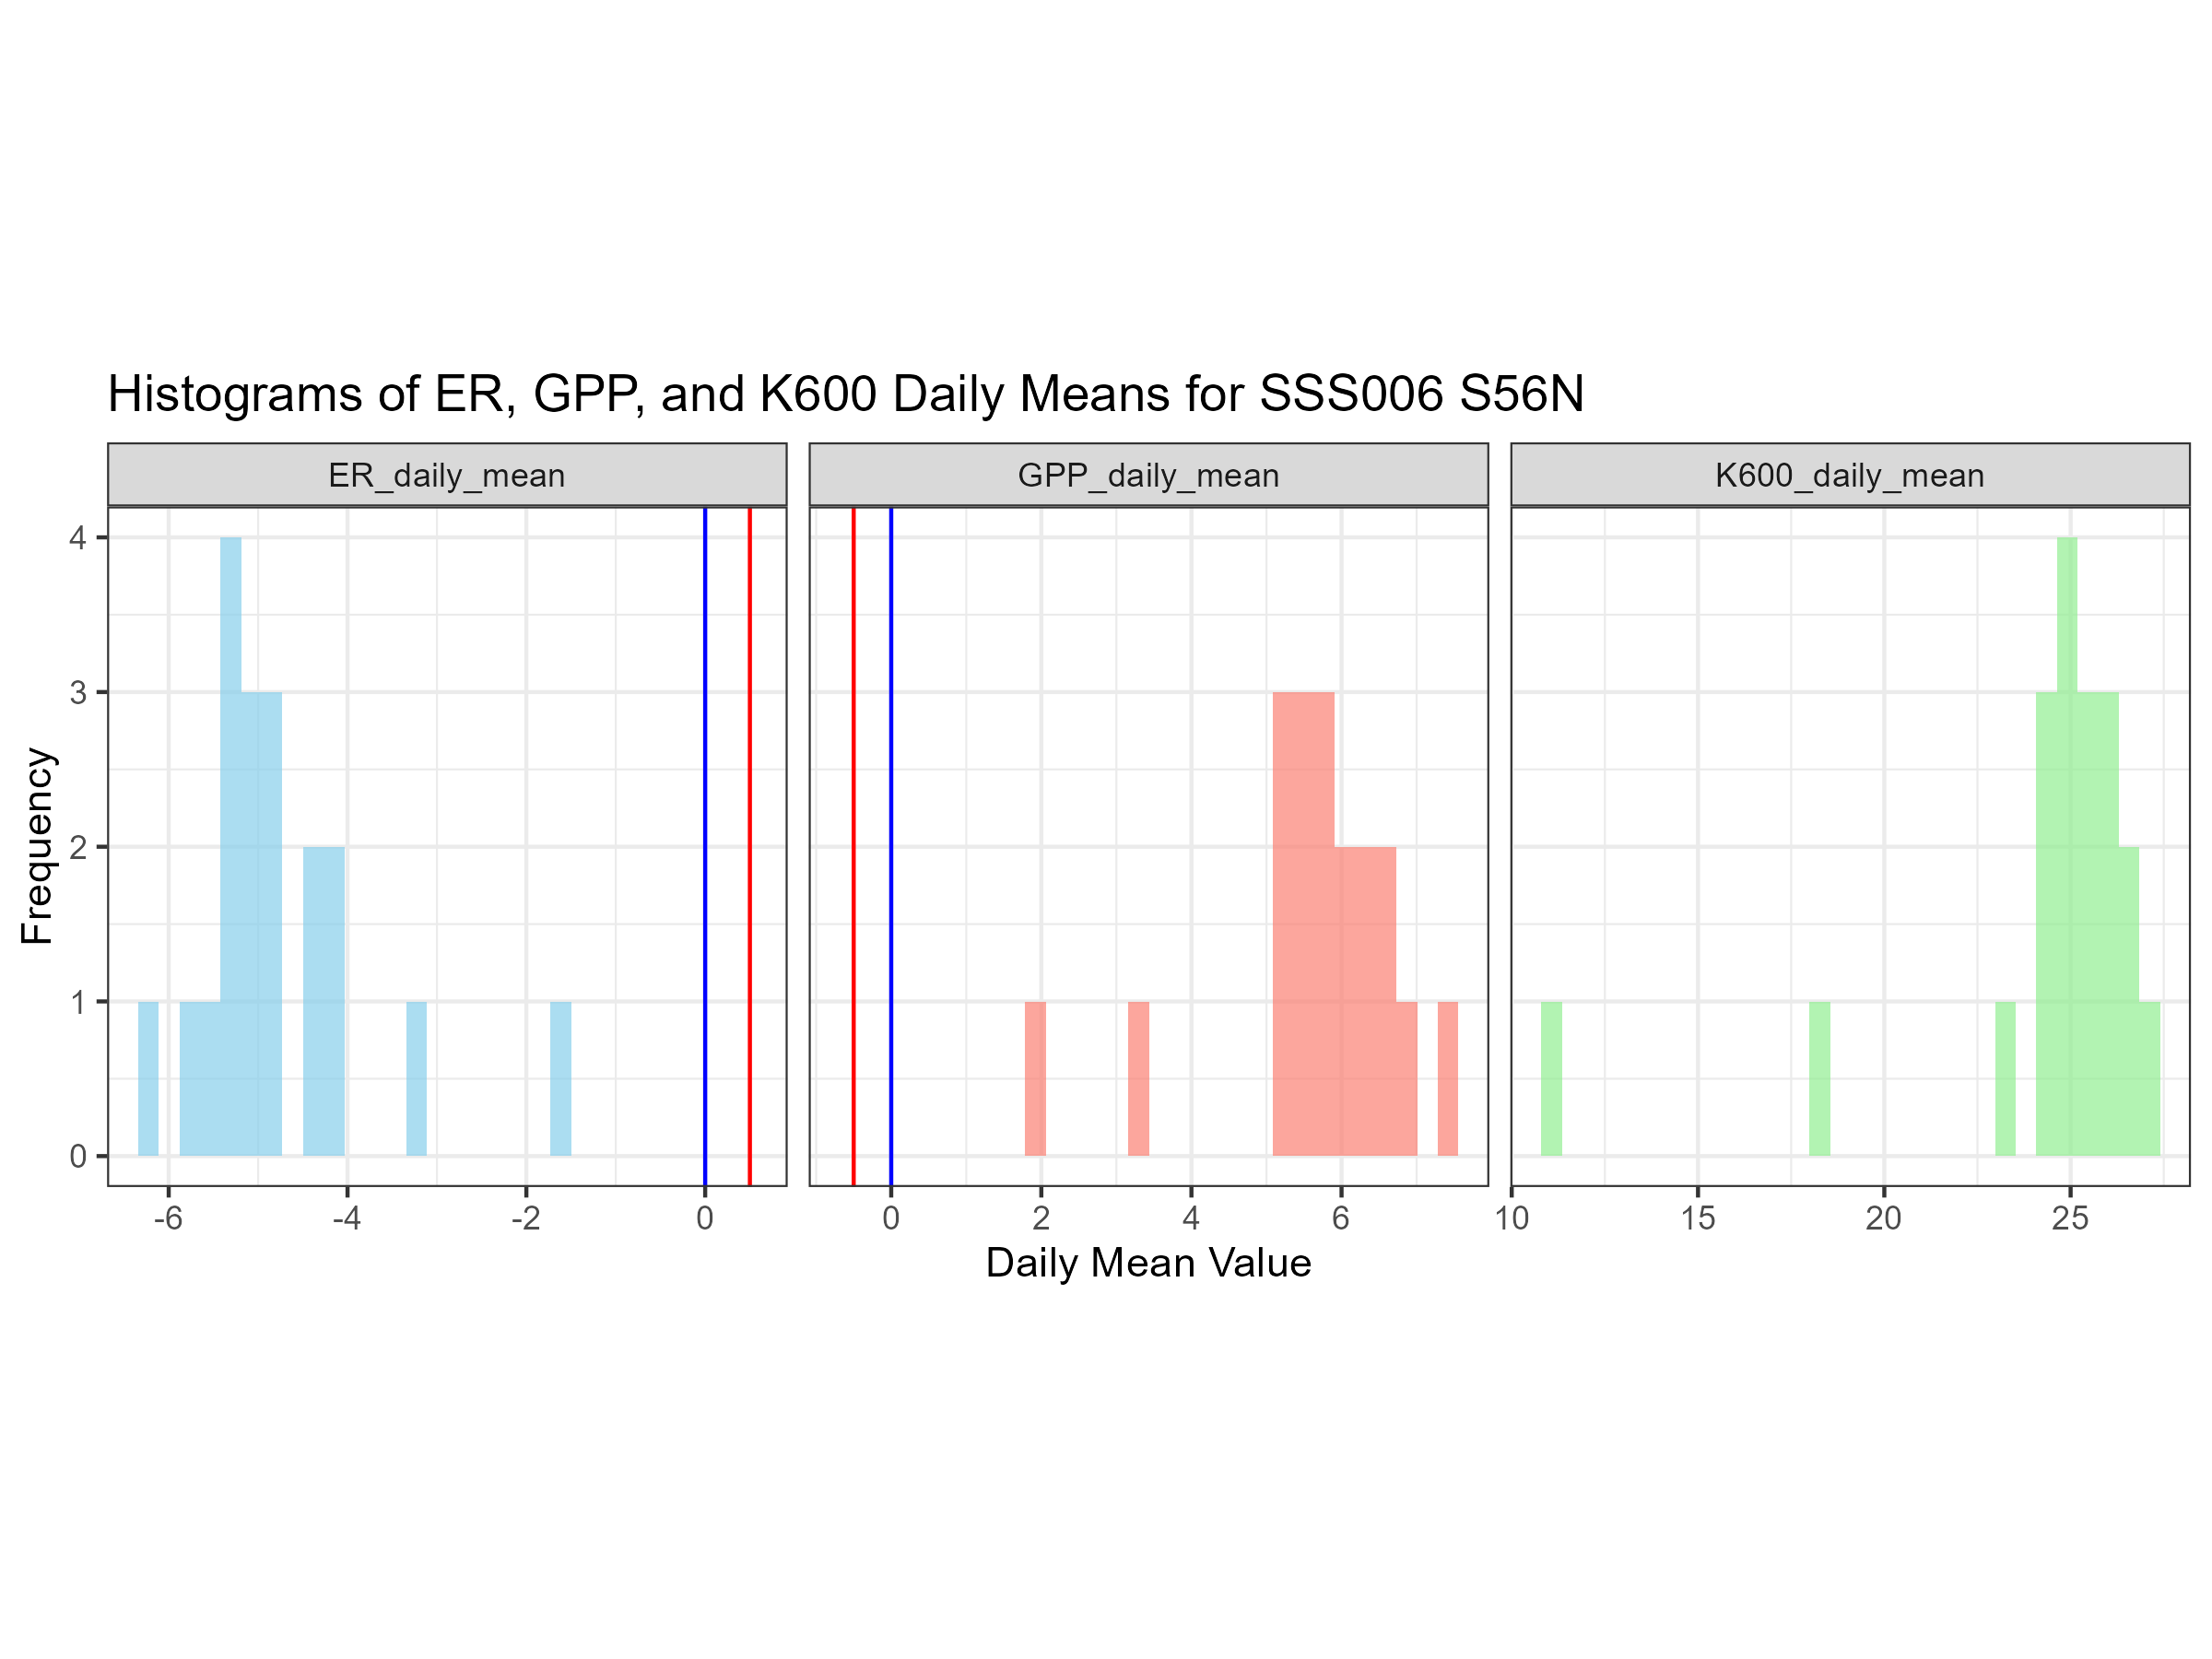 Histograms of ER, GPP, and K600 Daily Means for SSS006 S56N
ER_daily_mean GPP_daily_mean K600_daily_mean
4
3
2
1
0
Frequency
-6 -4 -2 0 0 2 4 6 10 15 20 25
Daily Mean Value